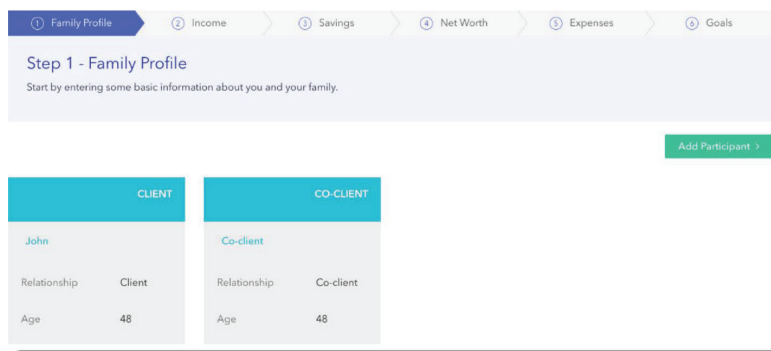 1 Family Profile 2 Income 3 Savings 4 Net Worth 5 Expenses 6 Goals
Step 1 - Family Profile
Start by entering some basic information about you and your family.
Add Participant >
CLIENT
John
Relationship Client
Age 48
CO-CLIENT
Co-client
Relationship Co-client
Age 48